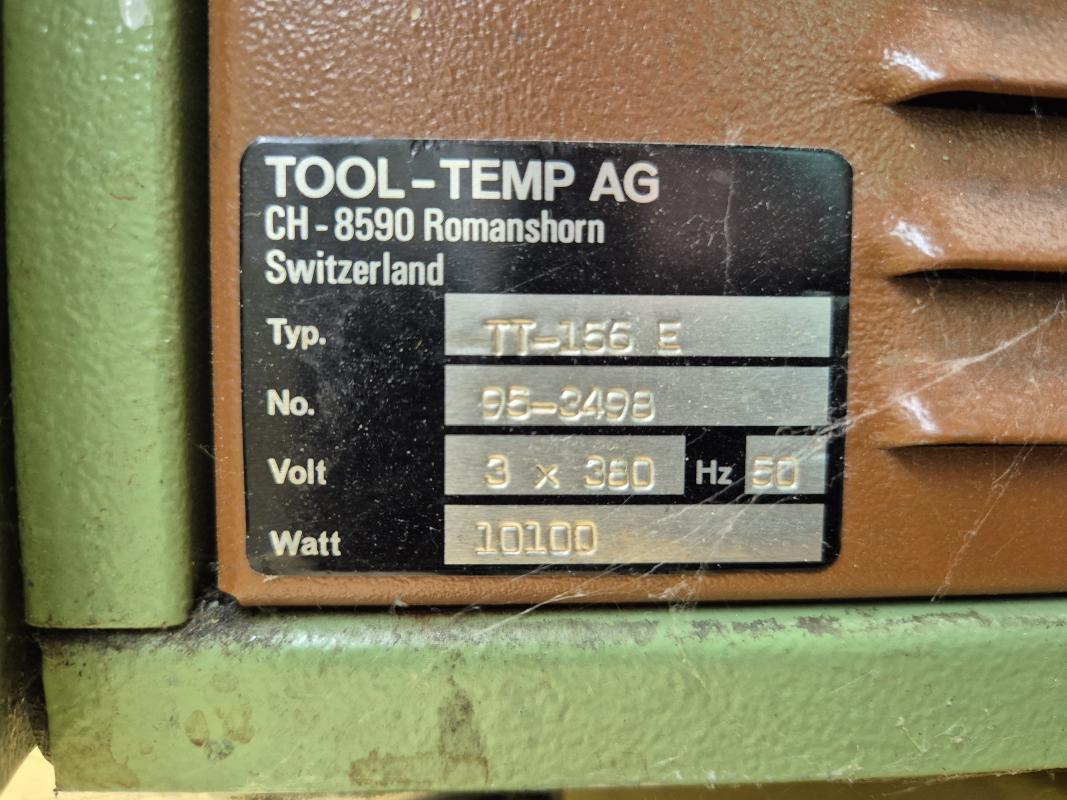 TOOL-TEMP AG
CH-8590 Romanshorn
Switzerland
Typ. TT-156 E
No. 95-3498
Volt 3 x 380 Hz 50
Watt 10100